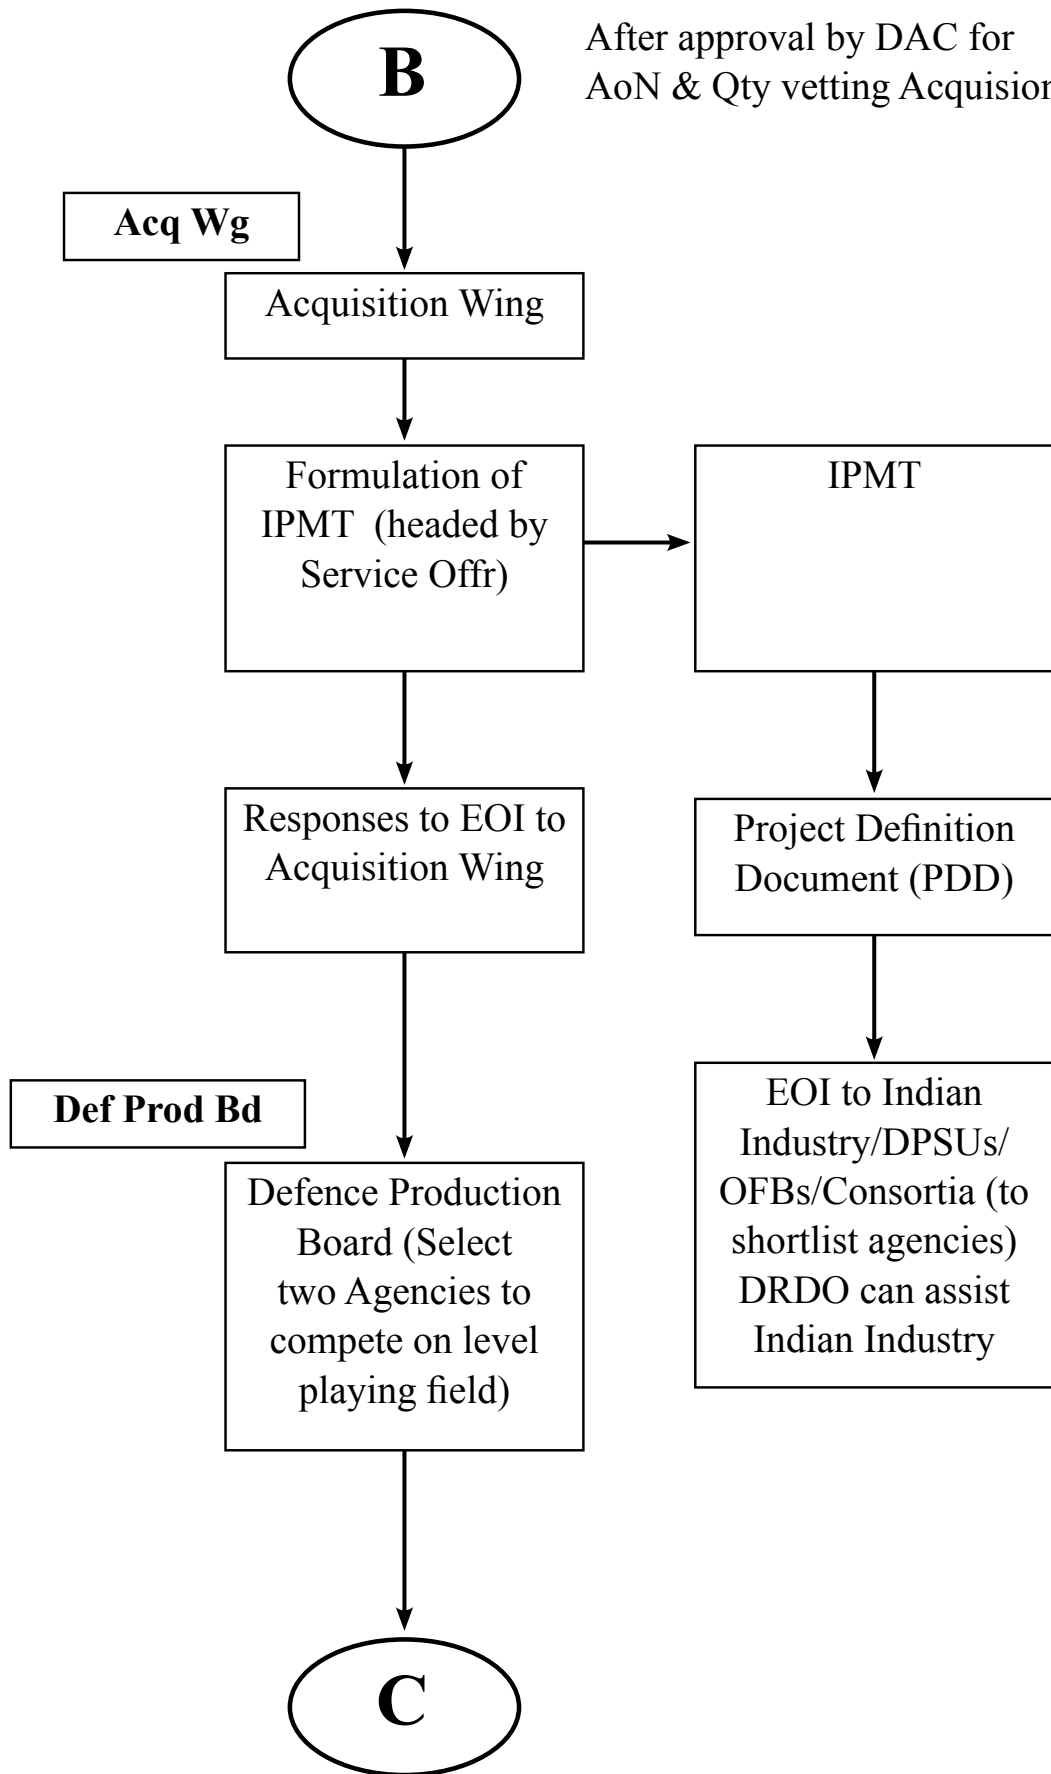 B
After approval by DAC for
AoN & Qty vetting Acquision
Acq Wg
Acquisition Wing
Formulation of
IPMT (headed by
Service Offr)
IPMT
Responses to EOI to
Acquisition Wing
Project Definition
Document (PDD)
Def Prod Bd
Defence Production
Board (Select
two Agencies to
compete on level
playing field)
EOI to Indian
Industry/DPSUs/
OFBs/Consortia (to
shortlist agencies)
DRDO can assist
Indian Industry
C